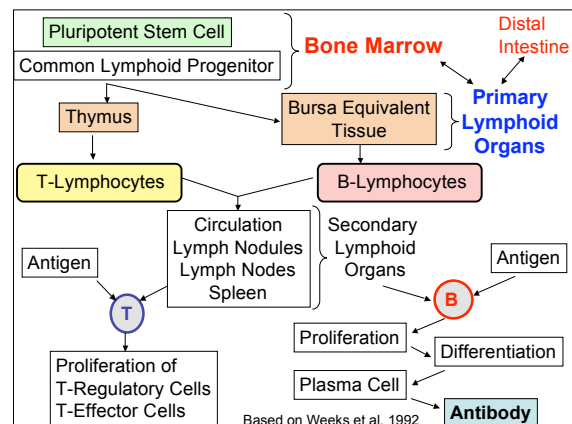 Pluripotent Stem Cell
Common Lymphoid Progenitor
Bone Marrow
Distal
Intestine
Thymus
Bursa Equivalent
Tissue
Primary
Lymphoid
Organs
T-Lymphocytes
B-Lymphocytes
Circulation
Lymph Nodules
Lymph Nodes
Spleen
Secondary
Lymphoid
Organs
Antigen
Antigen
T
B
Proliferation
Differentiation
Proliferation of
T-Regulatory Cells
T-Effector Cells
Plasma Cell
Antibody
Based on Weeks et al. 1992